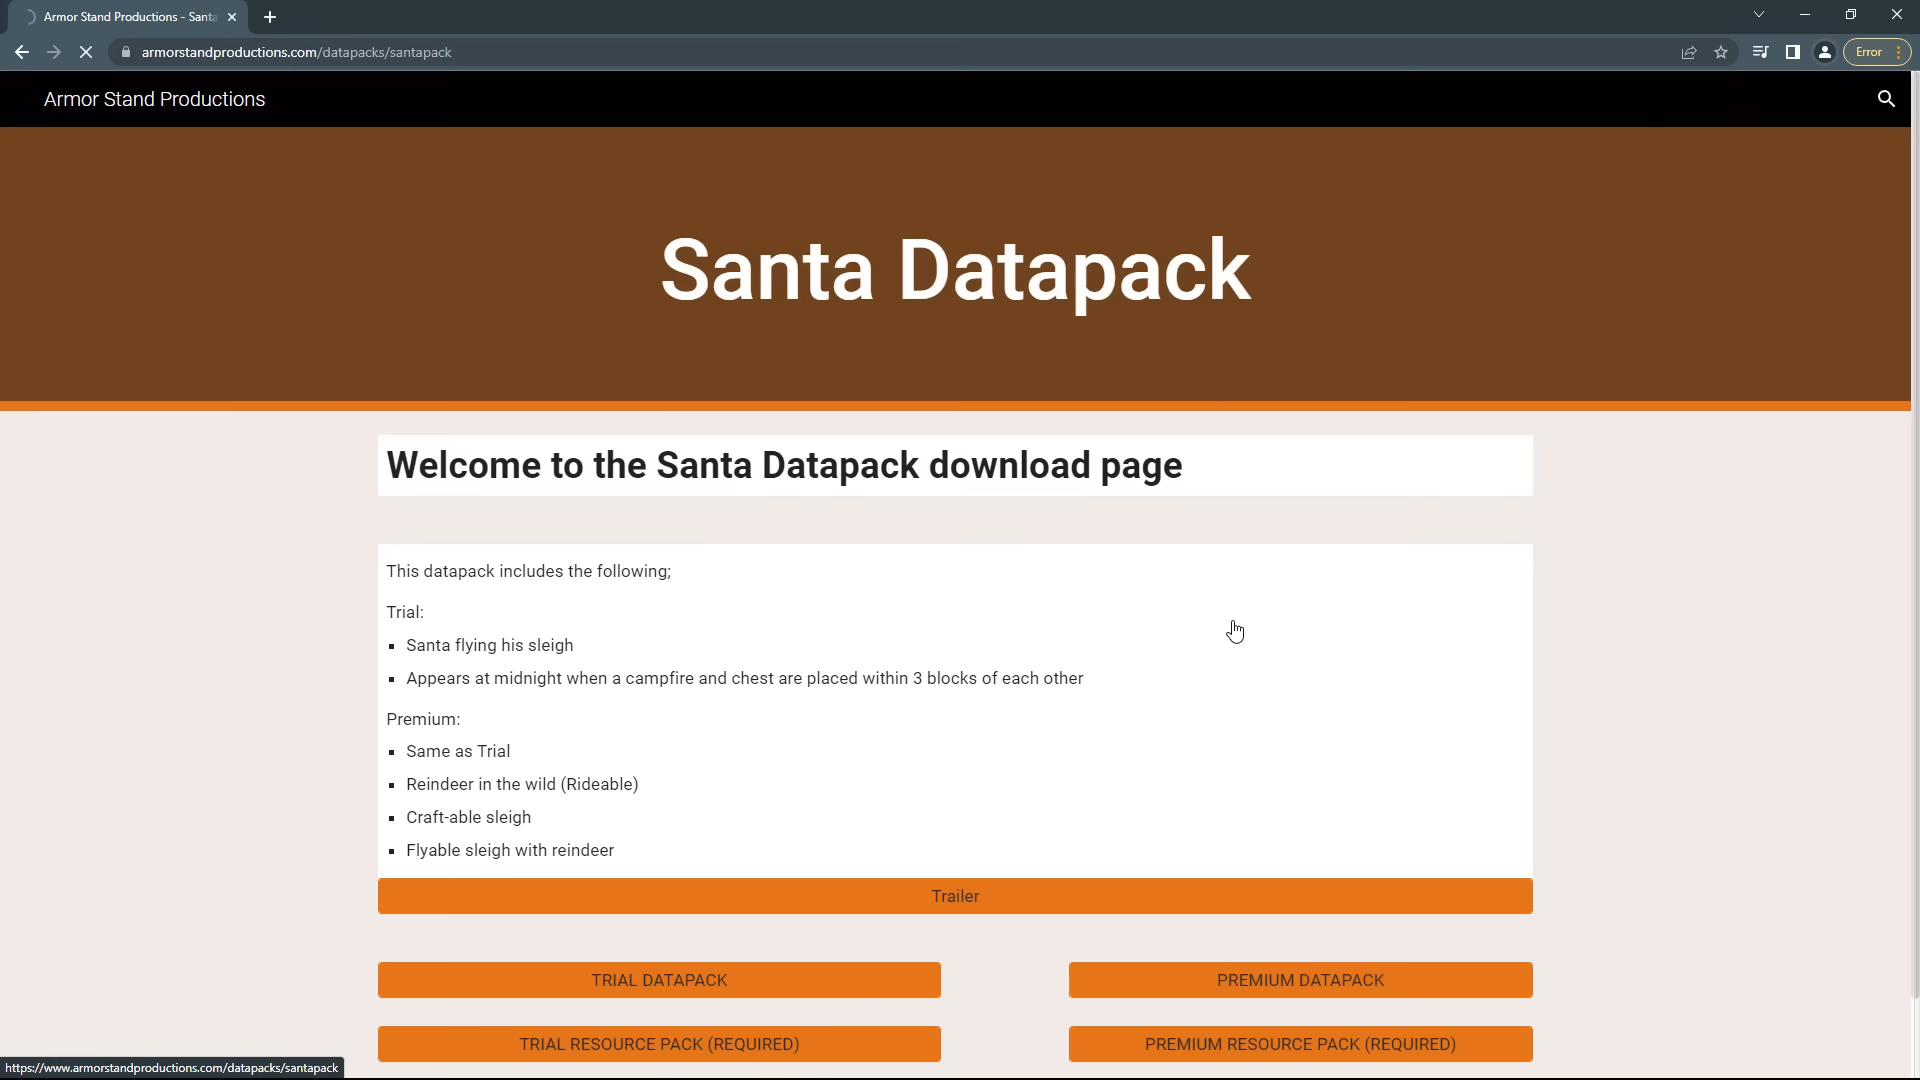 Armor Stand Productions - Santa
armorstandproductions.com/datapacks/santapack
Error
Armor Stand Productions
Santa Datapack
Welcome to the Santa Datapack download page
This datapack includes the following;
Trial:
Santa flying his sleigh
Appears at midnight when a campfire and chest are placed within 3 blocks of each other
Premium:
Same as Trial
Reindeer in the wild (Rideable)
Craft-able sleigh
Flyable sleigh with reindeer
Trailer
TRIAL DATAPACK
PREMIUM DATAPACK
TRIAL RESOURCE PACK (REQUIRED)
PREMIUM RESOURCE PACK (REQUIRED)
https://www.armorstandproductions.com/datapacks/santapack